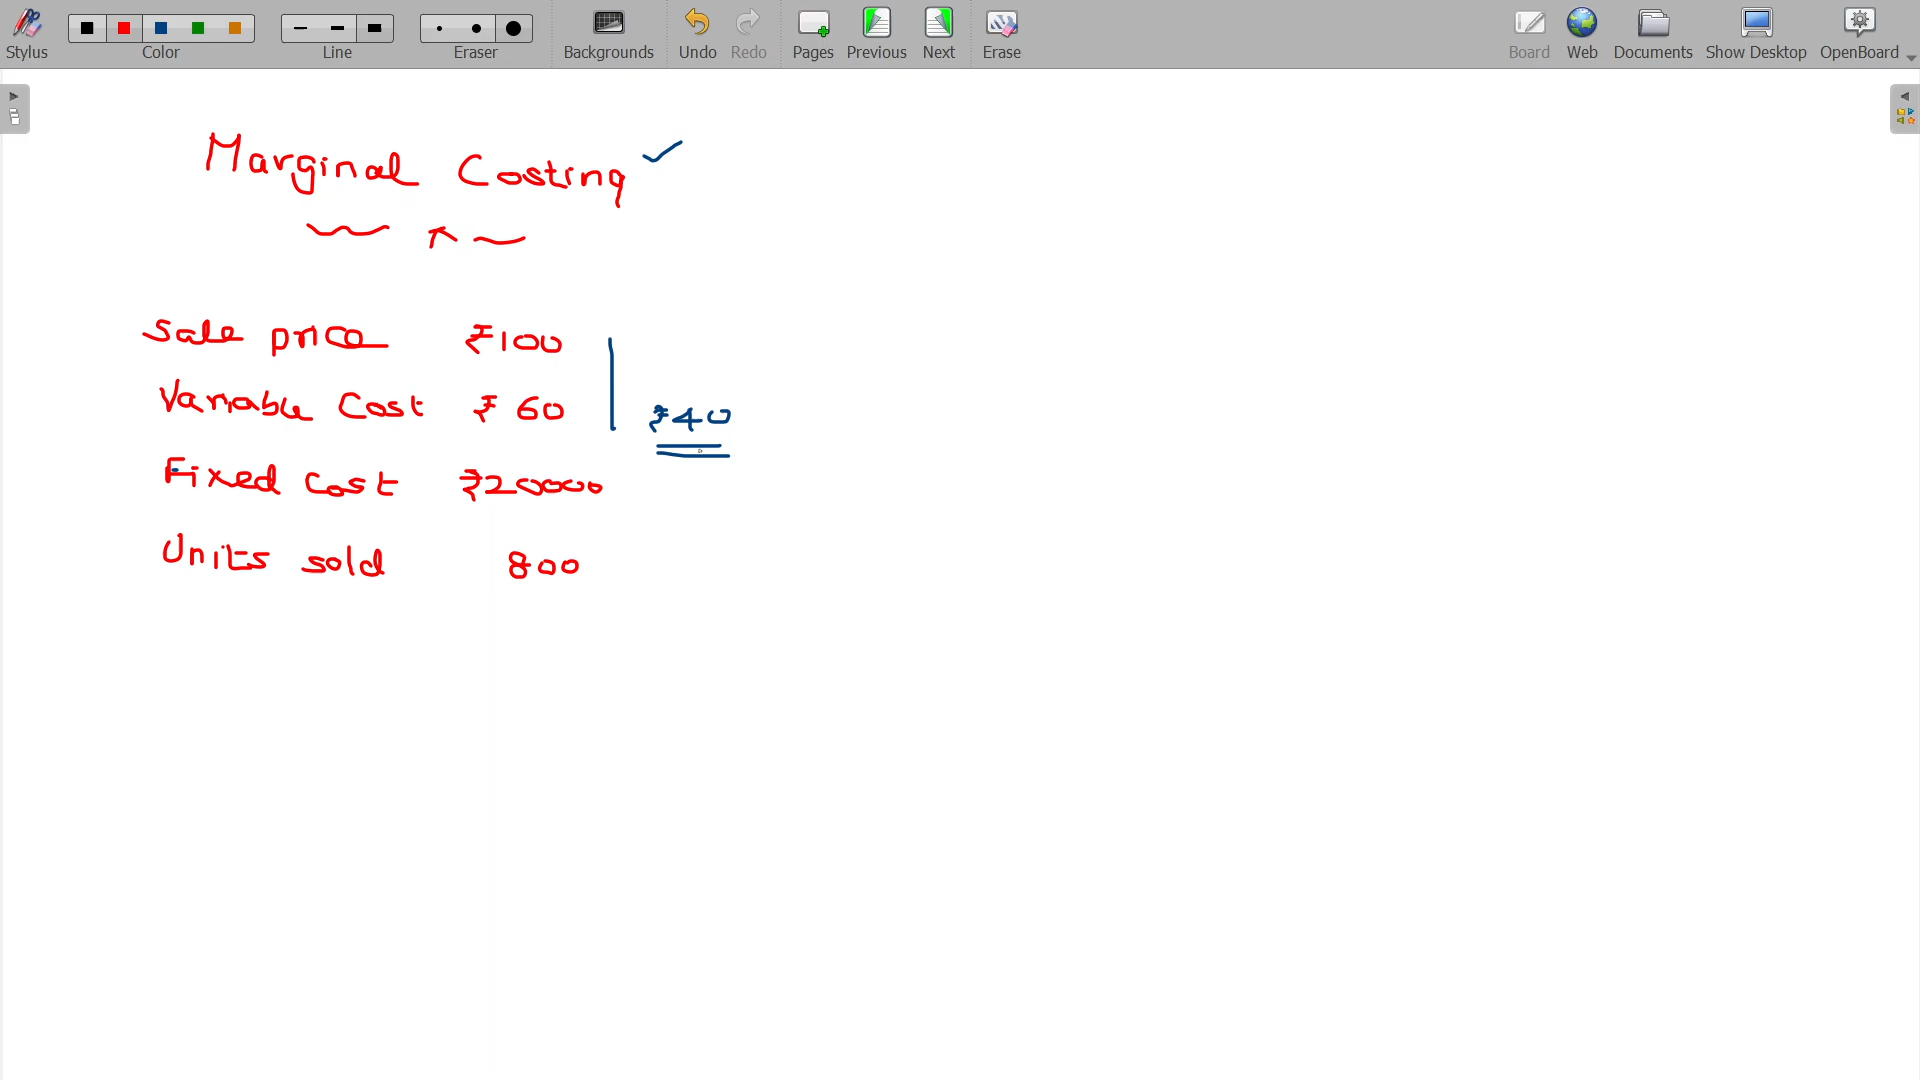 Stylus Color Line Eraser Backgrounds Undo Redo Pages Previous Next Erase Board Web Documents Show Desktop OpenBoard
Marginal Costing
Sale price ₹100
Variable Cost ₹ 60
₹40
Fixed cost ₹20000
Units sold 800